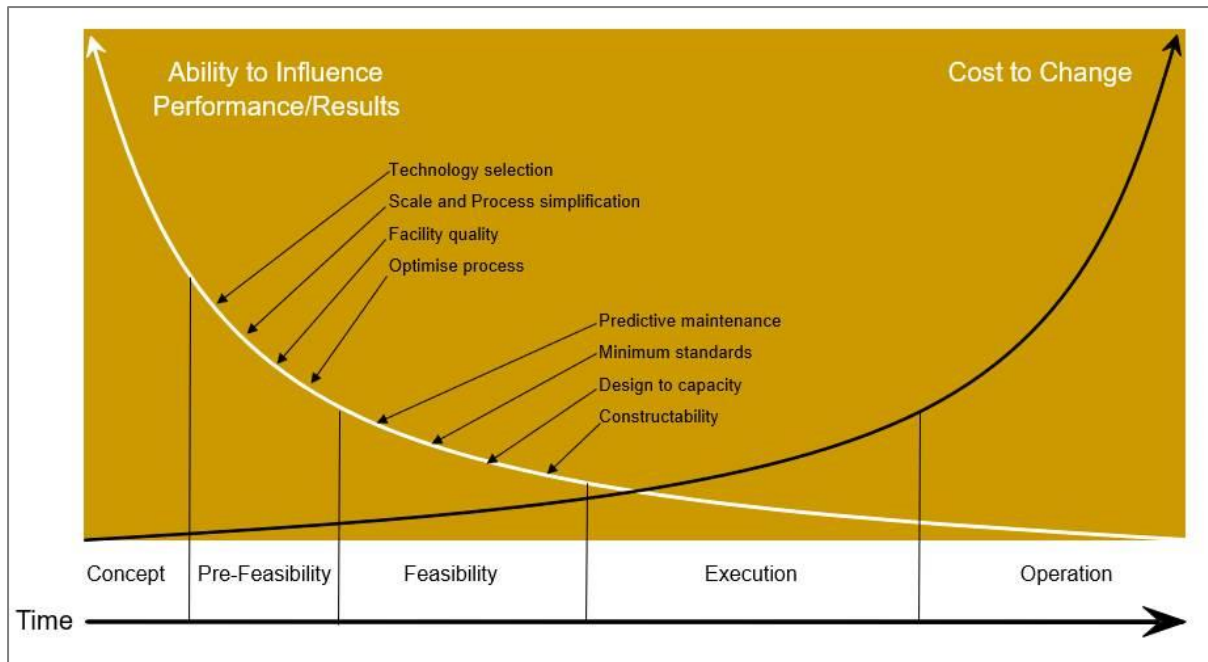 Ability to Influence
Performance/Results
Cost to Change
Technology selection
Scale and Process simplification
Facility quality
Optimise process
Predictive maintenance
Minimum standards
Design to capacity
Constructability
Concept
Pre-Feasibility
Feasibility
Execution
Operation
Time